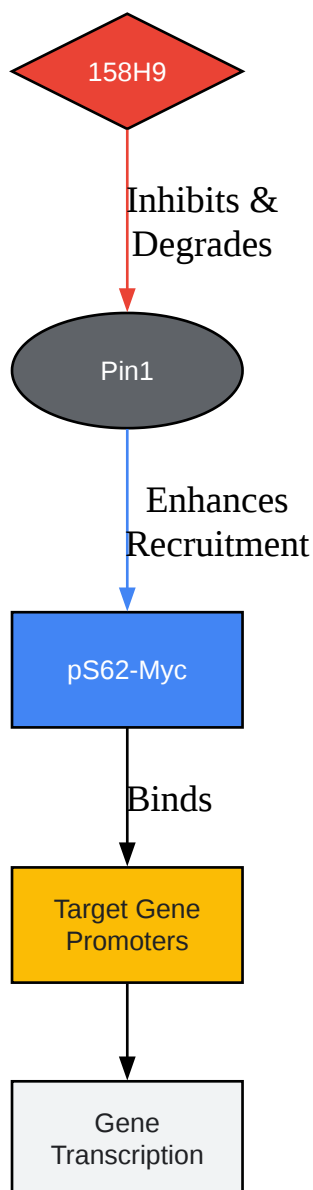 158H9
Inhibits &
Degrades
Pin1
Enhances
Recruitment
pS62-Myc
Binds
Target Gene
Promoters
Gene
Transcription